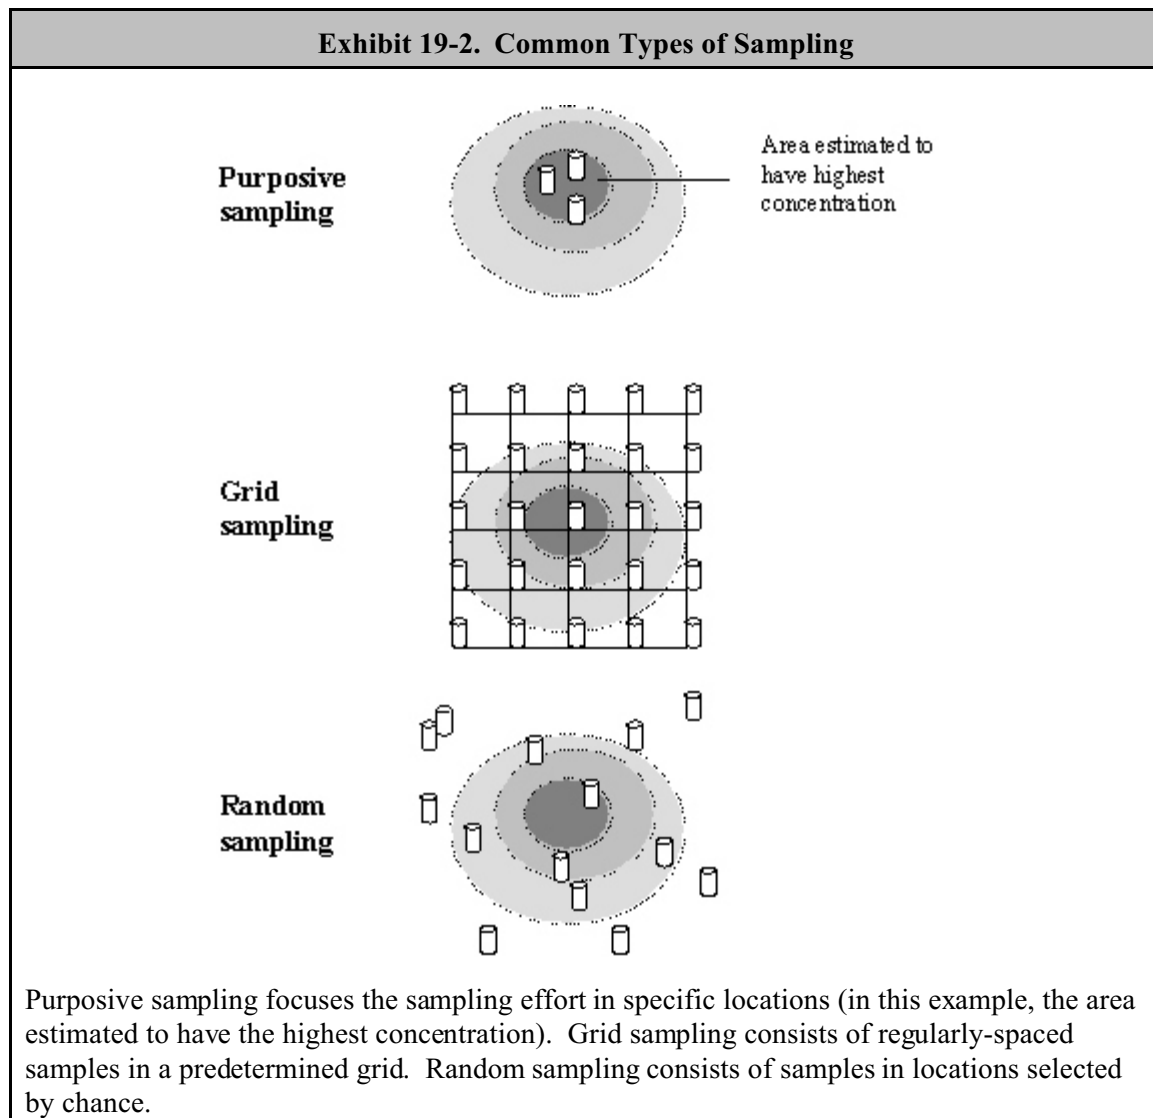 Exhibit 19-2. Common Types of Sampling
Purposive
sampling
Area estimated to
have highest
concentration
Grid
sampling
Random
sampling
Purposive sampling focuses the sampling effort in specific locations (in this example, the area
estimated to have the highest concentration). Grid sampling consists of regularly-spaced
samples in a predetermined grid. Random sampling consists of samples in locations selected
by chance.